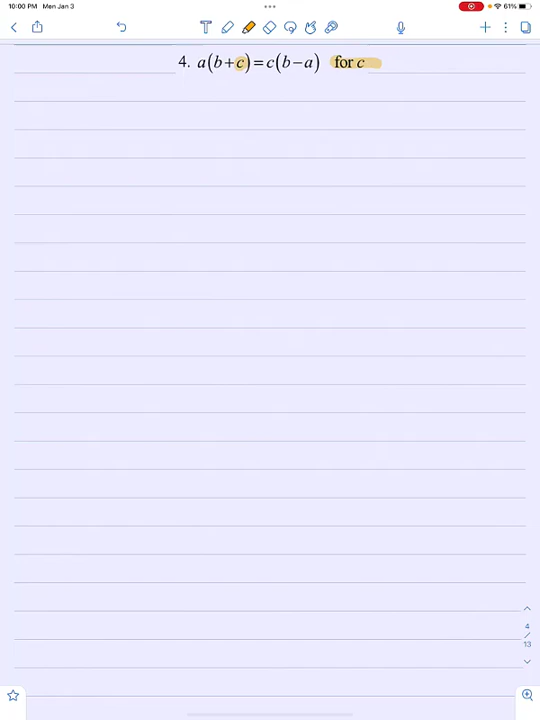 10:00 PM Mon Jan 3
61%
4. a(b+c)=c(b−a) for c
4
/
13